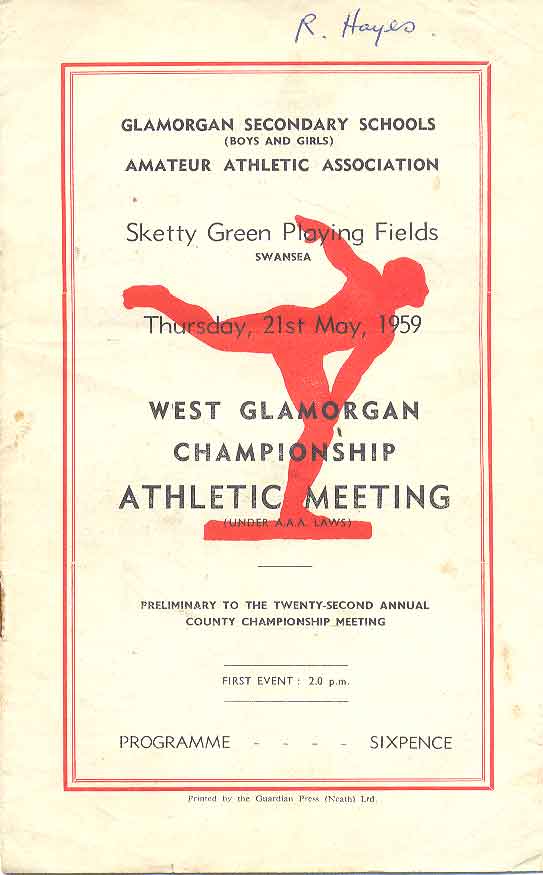 R. Hayes.
GLAMORGAN SECONDARY SCHOOLS
(BOYS AND GIRLS)
AMATEUR ATHLETIC ASSOCIATION
Sketty Green Playing Fields
SWANSEA
Thursday, 21st May, 1959
WEST GLAMORGAN
CHAMPIONSHIP
ATHLETIC MEETING
(UNDER A.A.A. LAWS)
PRELIMINARY TO THE TWENTY-SECOND ANNUAL
COUNTY CHAMPIONSHIP MEETING
FIRST EVENT : 2.0 p.m.
PROGRAMME - - - - SIXPENCE
Printed by the Guardian Press (Neath) Ltd.